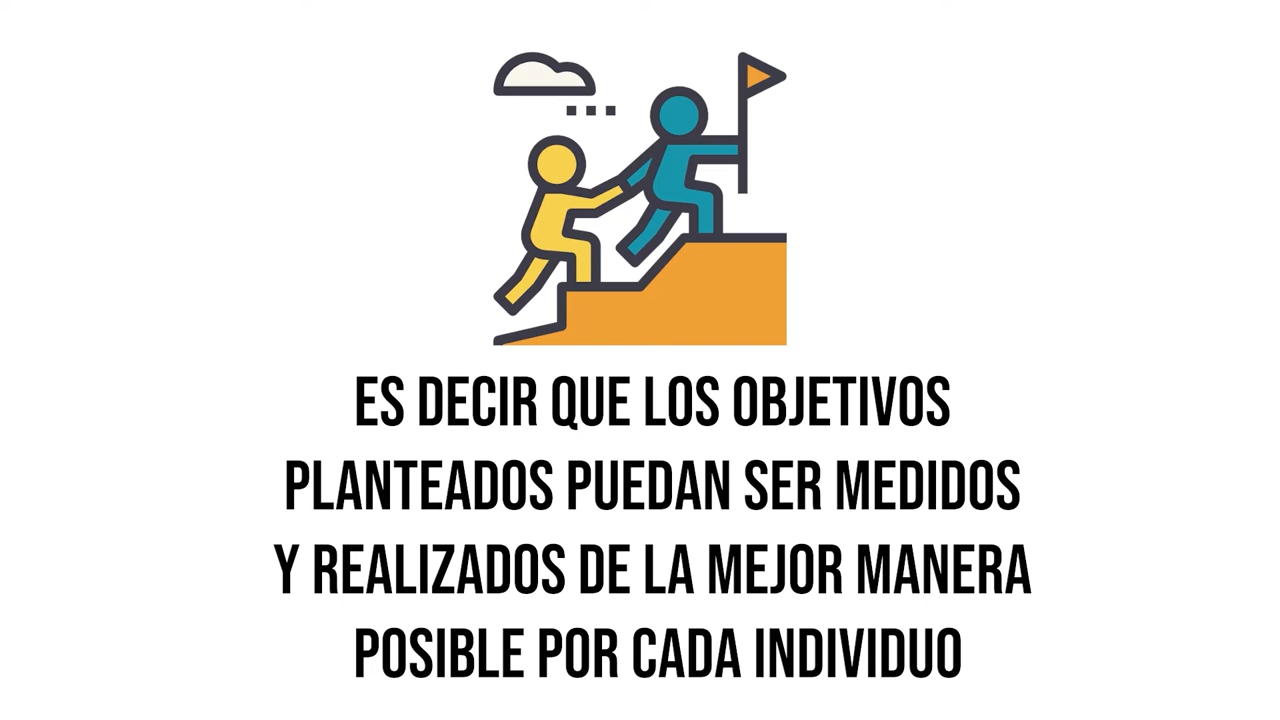 ES DECIR QUE LOS OBJETIVOS
PLANTEADOS PUEDAN SER MEDIDOS
Y REALIZADOS DE LA MEJOR MANERA
POSIBLE POR CADA INDIVIDUO